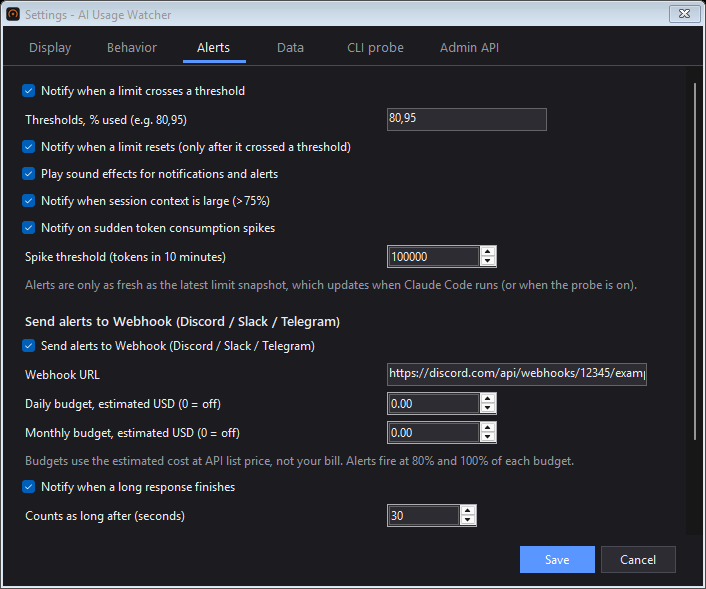 Settings - AI Usage Watcher
Display Behavior Alerts Data CLI probe Admin API
Notify when a limit crosses a threshold
Thresholds, % used (e.g. 80,95) 80,95
Notify when a limit resets (only after it crossed a threshold)
Play sound effects for notifications and alerts
Notify when session context is large (>75%)
Notify on sudden token consumption spikes
Spike threshold (tokens in 10 minutes) 100000
Alerts are only as fresh as the latest limit snapshot, which updates when Claude Code runs (or when the probe is on).
Send alerts to Webhook (Discord / Slack / Telegram)
Send alerts to Webhook (Discord / Slack / Telegram)
Webhook URL https://discord.com/api/webhooks/12345/examp
Daily budget, estimated USD (0 = off) 0.00
Monthly budget, estimated USD (0 = off) 0.00
Budgets use the estimated cost at API list price, not your bill. Alerts fire at 80% and 100% of each budget.
Notify when a long response finishes
Counts as long after (seconds) 30
Save Cancel